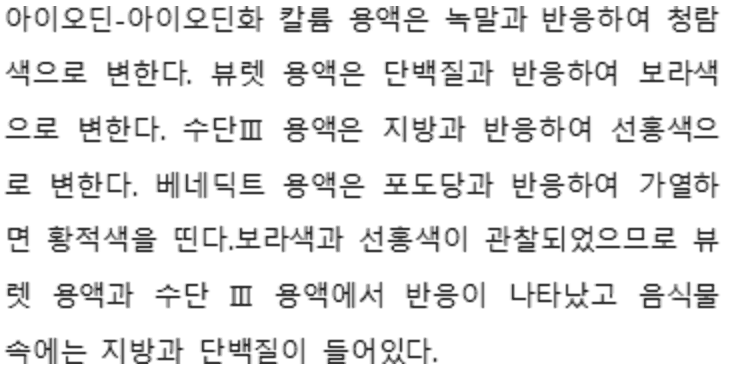 아이오딘-아이오딘화 칼륨 용액은 녹말과 반응하여 청람
색으로 변한다. 뷰렛 용액은 단백질과 반응하여 보라색
으로 변한다. 수단Ⅲ 용액은 지방과 반응하여 선홍색으
로 변한다. 베네딕트 용액은 포도당과 반응하여 가열하
면 황적색을 띤다.보라색과 선홍색이 관찰되었으므로 뷰
렛 용액과 수단 Ⅲ 용액에서 반응이 나타났고 음식물
속에는 지방과 단백질이 들어있다.